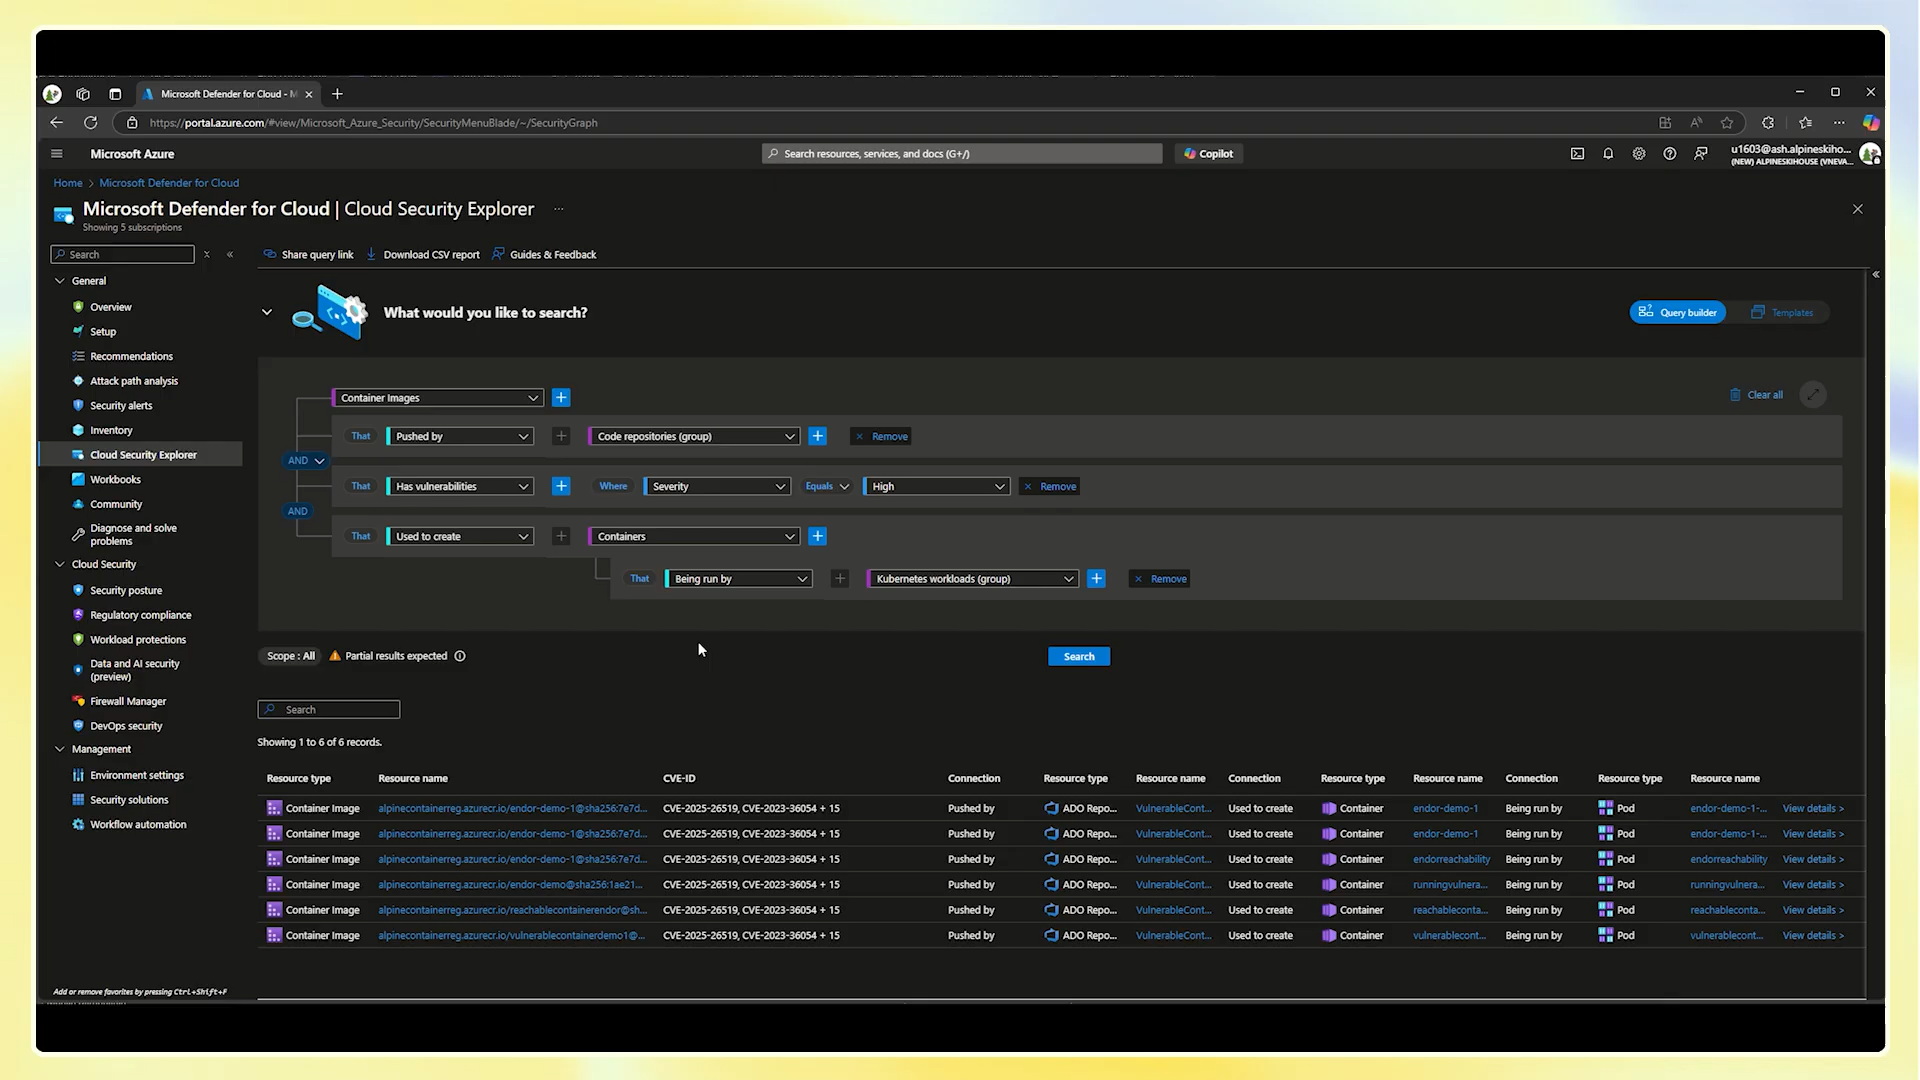 Microsoft Defender for Cloud - M
https://portal.azure.com/#view/Microsoft_Azure_Security/SecurityMenuBlade/~/SecurityGraph
Microsoft Azure
Search resources, services, and docs (G+/)
Copilot
u1603@ash.alpineskiho...
(NEW) ALPINESKIHOUSE (VNEVA...
Home > Microsoft Defender for Cloud
Microsoft Defender for Cloud | Cloud Security Explorer ...
Showing 5 subscriptions
Search
General
Overview
Setup
Recommendations
Attack path analysis
Security alerts
Inventory
Cloud Security Explorer
Workbooks
Community
Diagnose and solve
problems
Cloud Security
Security posture
Regulatory compliance
Workload protections
Data and AI security
(preview)
Firewall Manager
DevOps security
Management
Environment settings
Security solutions
Workflow automation
Add or remove favorites by pressing Ctrl+Shift+F
Share query link Download CSV report Guides & Feedback
What would you like to search?
Query builder Templates
Container Images
Clear all
That Pushed by Code repositories (group) Remove
AND
That Has vulnerabilities Where Severity Equals High Remove
AND
That Used to create Containers
That Being run by Kubernetes workloads (group) Remove
Scope : All Partial results expected
Search
Search
Showing 1 to 6 of 6 records.
Resource type Resource name CVE-ID Connection Resource type Resource name Connection Resource type Resource name Connection Resource type Resource name
Container Image alpinecontainerreg.azurecr.io/endor-demo-1@sha256:7e7d... CVE-2025-26519, CVE-2023-36054 + 15 Pushed by ADO Repo... VulnerableCont... Used to create Container endor-demo-1 Being run by Pod endor-demo-1-... View details >
Container Image alpinecontainerreg.azurecr.io/endor-demo-1@sha256:7e7d... CVE-2025-26519, CVE-2023-36054 + 15 Pushed by ADO Repo... VulnerableCont... Used to create Container endor-demo-1 Being run by Pod endor-demo-1-... View details >
Container Image alpinecontainerreg.azurecr.io/endor-demo-1@sha256:7e7d... CVE-2025-26519, CVE-2023-36054 + 15 Pushed by ADO Repo... VulnerableCont... Used to create Container endorreachability Being run by Pod endorreachability View details >
Container Image alpinecontainerreg.azurecr.io/endor-demo@sha256:1ae21... CVE-2025-26519, CVE-2023-36054 + 15 Pushed by ADO Repo... VulnerableCont... Used to create Container runningvulnera... Being run by Pod runningvulnera... View details >
Container Image alpinecontainerreg.azurecr.io/reachablecontainerendor@sh... CVE-2025-26519, CVE-2023-36054 + 15 Pushed by ADO Repo... VulnerableCont... Used to create Container reachableconta... Being run by Pod reachableconta... View details >
Container Image alpinecontainerreg.azurecr.io/vulnerablecontainerdemo1@... CVE-2025-26519, CVE-2023-36054 + 15 Pushed by ADO Repo... VulnerableCont... Used to create Container vulnerablecont... Being run by Pod vulnerablecont... View details >